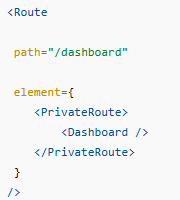 <Route
path="/dashboard"
element={
<PrivateRoute>
<Dashboard />
</PrivateRoute>
}
/>